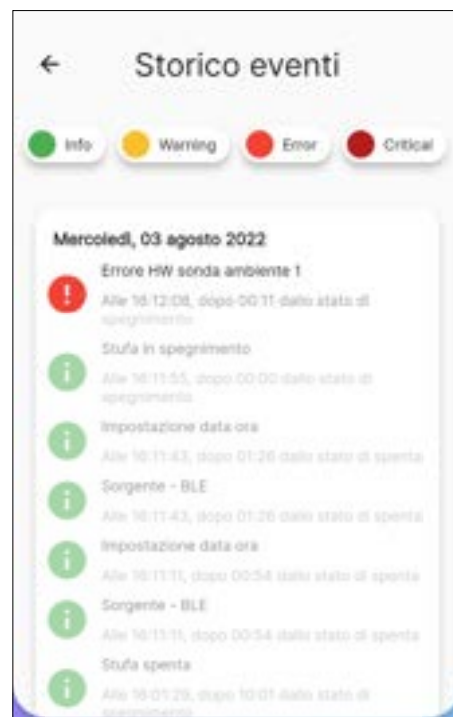 Storico eventi
Info Warning Error Critical
Mercoledì, 03 agosto 2022
Errore HW sonda ambiente 1
Alle 16:12:08, dopo 00:11 dallo stato di
spegnimento
Stufa in spegnimento
Alle 16:11:55, dopo 00:00 dallo stato di
spegnimento
Impostazione data ora
Alle 16:11:43, dopo 01:26 dallo stato di spenta
Sorgente - BLE
Alle 16:11:43, dopo 01:26 dallo stato di spenta
Impostazione data ora
Alle 16:11:11, dopo 00:54 dallo stato di spenta
Sorgente - BLE
Alle 16:11:11, dopo 00:54 dallo stato di spenta
Stufa spenta
Alle 16:01:29, dopo 10:01 dallo stato di
spegnimento